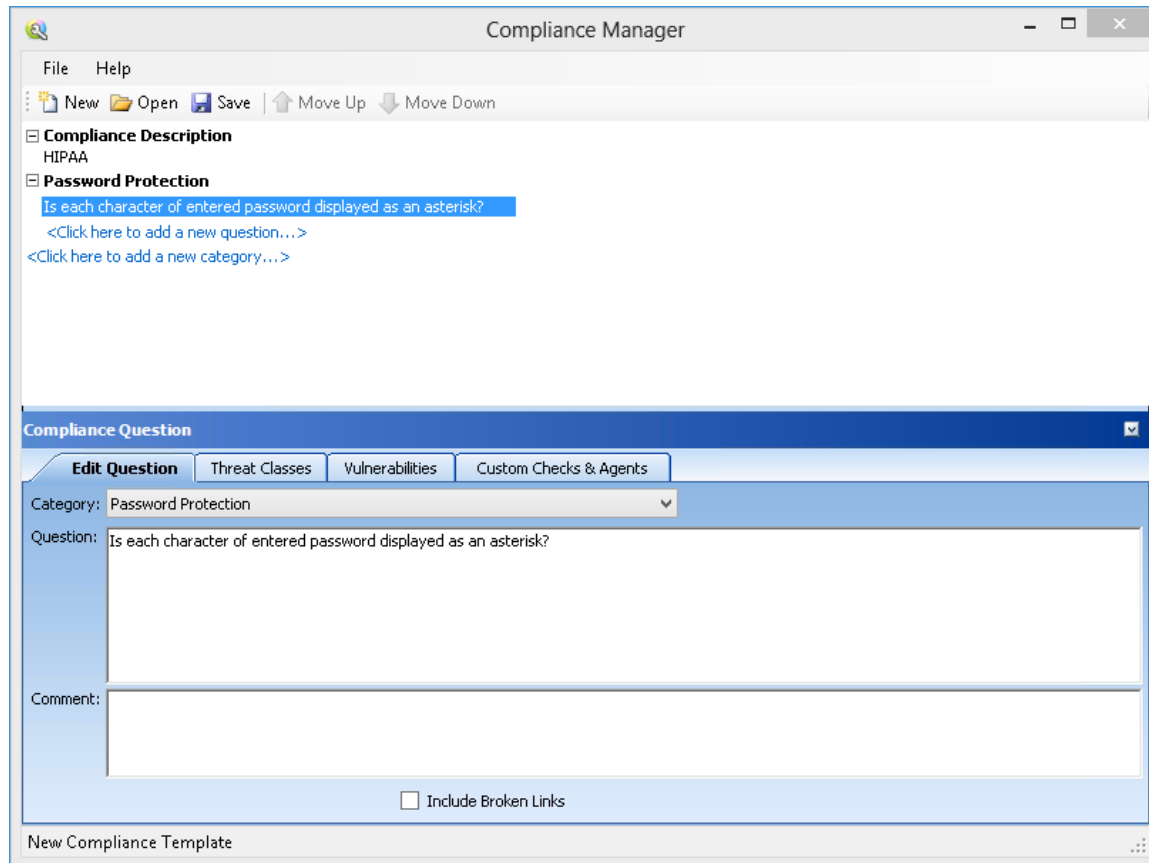 Compliance Manager
File Help
New Open Save Move Up Move Down
Compliance Description
HIPAA
Password Protection
Is each character of entered password displayed as an asterisk?
<Click here to add a new question...>
<Click here to add a new category...>
Compliance Question
Edit Question Threat Classes Vulnerabilities Custom Checks & Agents
Category: Password Protection
Question: Is each character of entered password displayed as an asterisk?
Comment:
Include Broken Links
New Compliance Template